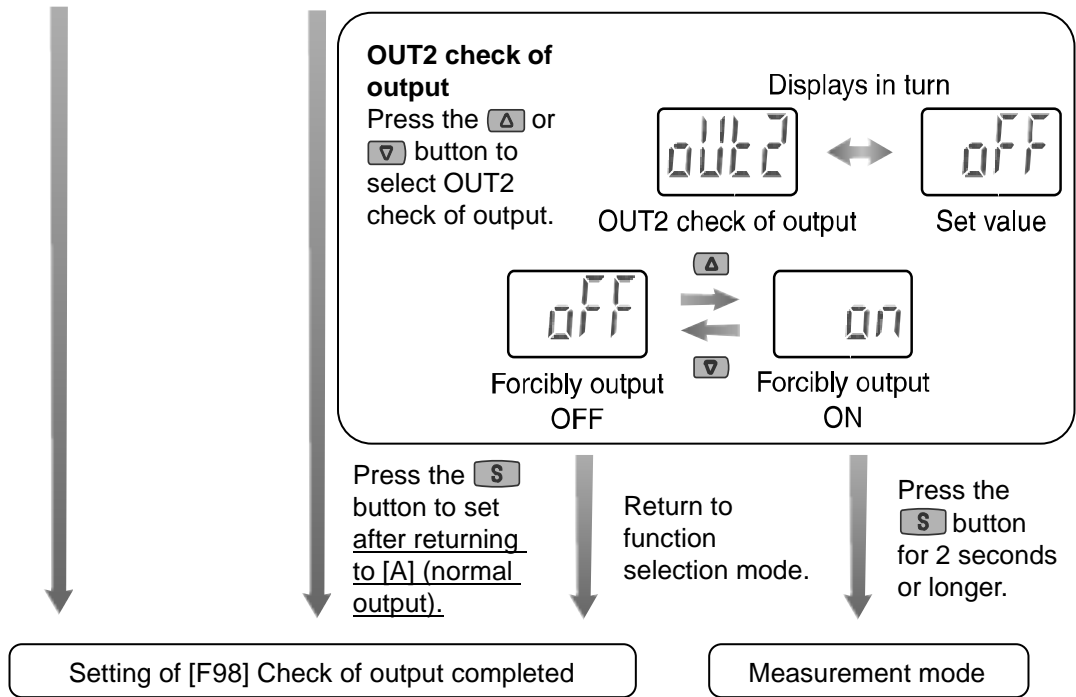 OUT2 check of
output
Press the △ or
▽ button to
select OUT2
check of output.
Displays in turn
oUt2
oFF
OUT2 check of output
Set value
△
oFF
on
▽
Forcibly output
OFF
Forcibly output
ON
Press the S
button to set
after returning
to [A] (normal
output).
Return to
function
selection mode.
Press the
S button
for 2 seconds
or longer.
Setting of [F98] Check of output completed
Measurement mode